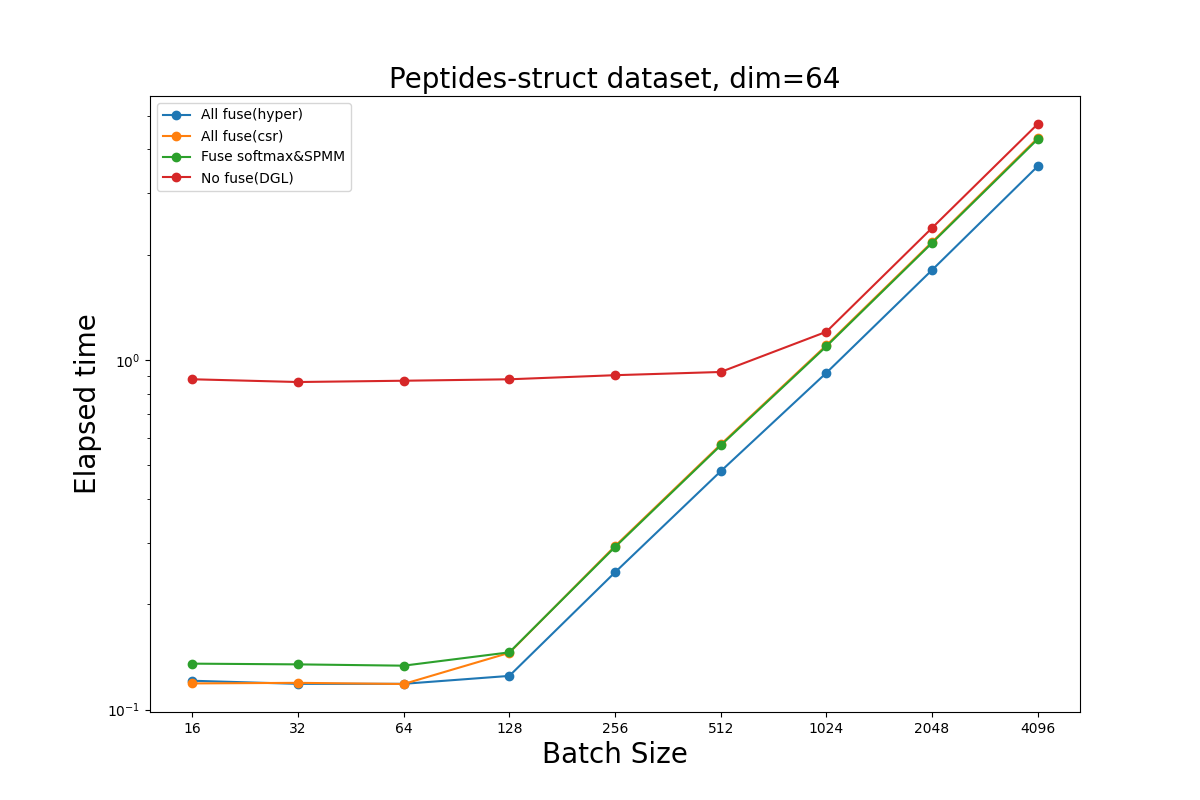 Peptides-struct dataset, dim=64
All fuse(hyper)
All fuse(csr)
Fuse softmax&SPMM
No fuse(DGL)
Elapsed time
10⁰
10⁻¹
16 32 64 128 256 512 1024 2048 4096
Batch Size